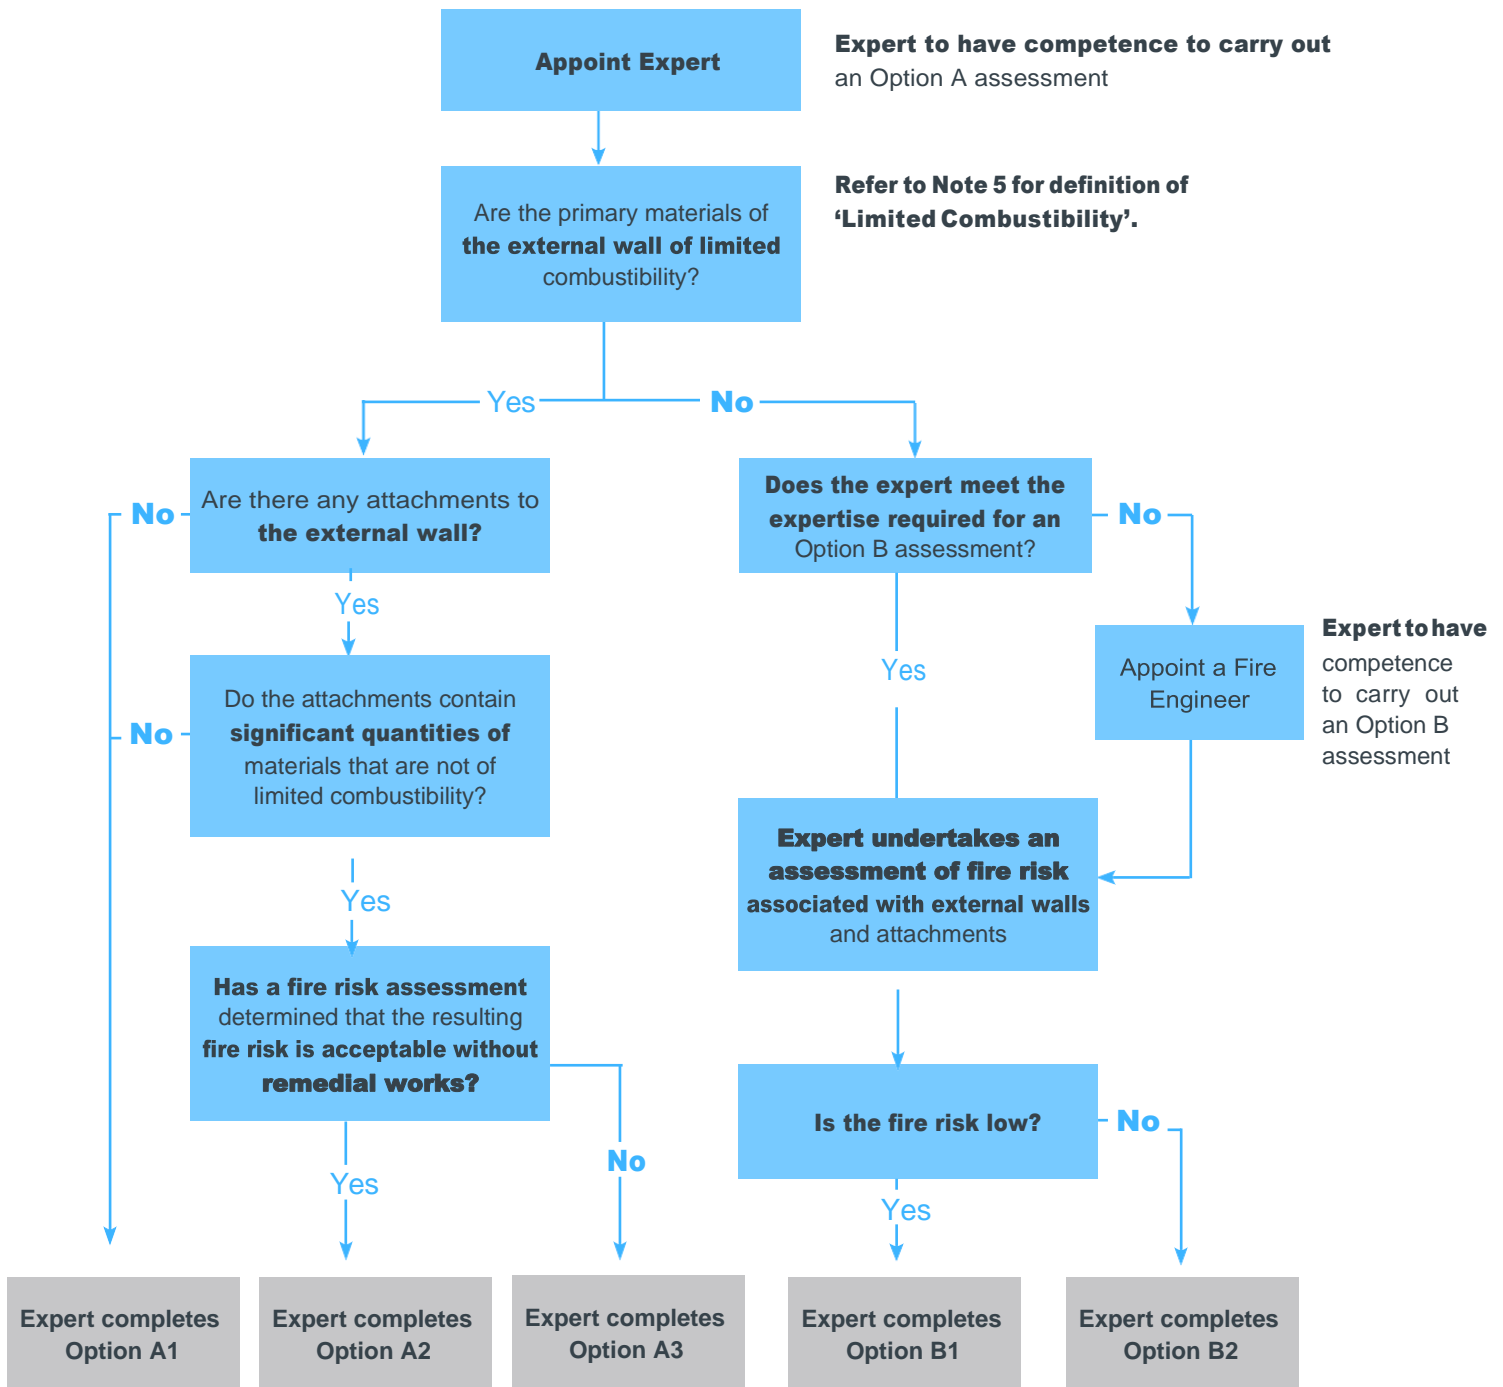 Appoint Expert
Expert to have competence to carry out
an Option A assessment
Are the primary materials of
the external wall of limited
combustibility?
Refer to Note 5 for definition of
‘Limited Combustibility’.
Yes
No
Are there any attachments to
the external wall?
No
Does the expert meet the
expertise required for an
Option B assessment?
No
Yes
Yes
Appoint a Fire
Engineer
Expert to have
competence
to carry out
an Option B
assessment
Do the attachments contain
significant quantities of
materials that are not of
limited combustibility?
No
Yes
Expert undertakes an
assessment of fire risk
associated with external walls
and attachments
Has a fire risk assessment
determined that the resulting
fire risk is acceptable without
remedial works?
Yes
No
Is the fire risk low?
No
Yes
Expert completes
Option A1
Expert completes
Option A2
Expert completes
Option A3
Expert completes
Option B1
Expert completes
Option B2